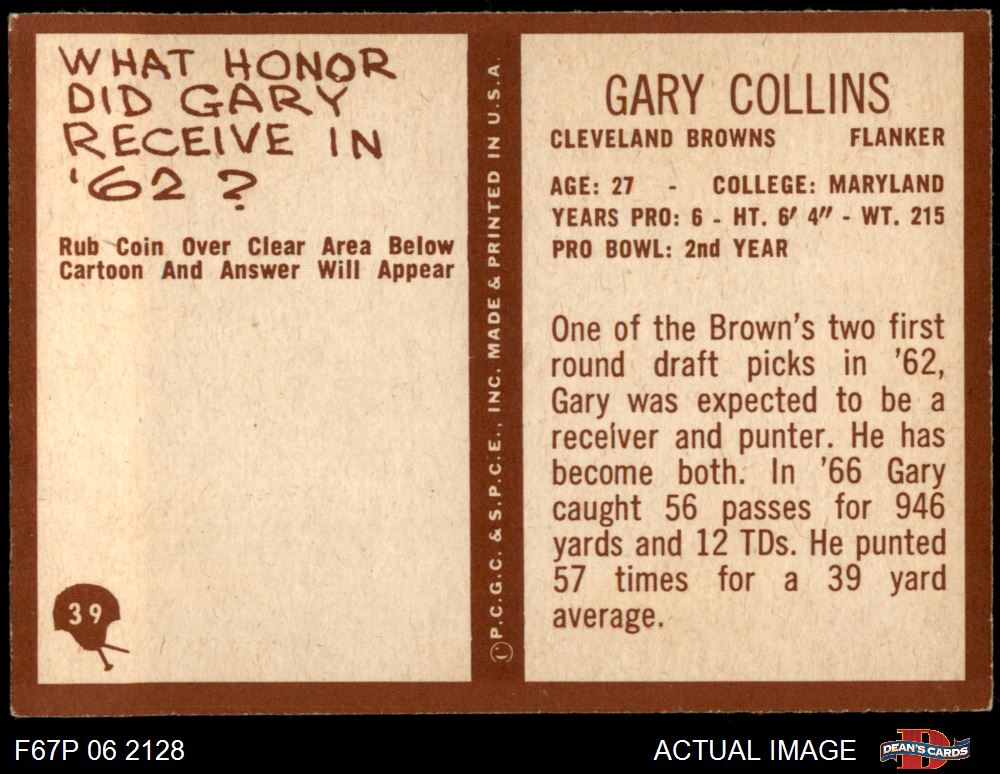 WHAT HONOR
DID GARY
RECEIVE IN
'62 ?
Rub Coin Over Clear Area Below
Cartoon And Answer Will Appear
39
©P.C.G.C. & S.P.C.E., INC. MADE & PRINTED IN U.S.A.
GARY COLLINS
CLEVELAND BROWNS FLANKER
AGE: 27 - COLLEGE: MARYLAND
YEARS PRO: 6 - HT. 6' 4" - WT. 215
PRO BOWL: 2nd YEAR
One of the Brown's two first
round draft picks in '62,
Gary was expected to be a
receiver and punter. He has
become both. In '66 Gary
caught 56 passes for 946
yards and 12 TDs. He punted
57 times for a 39 yard
average.
F67P 06 2128
ACTUAL IMAGE
DEAN'S CARDS